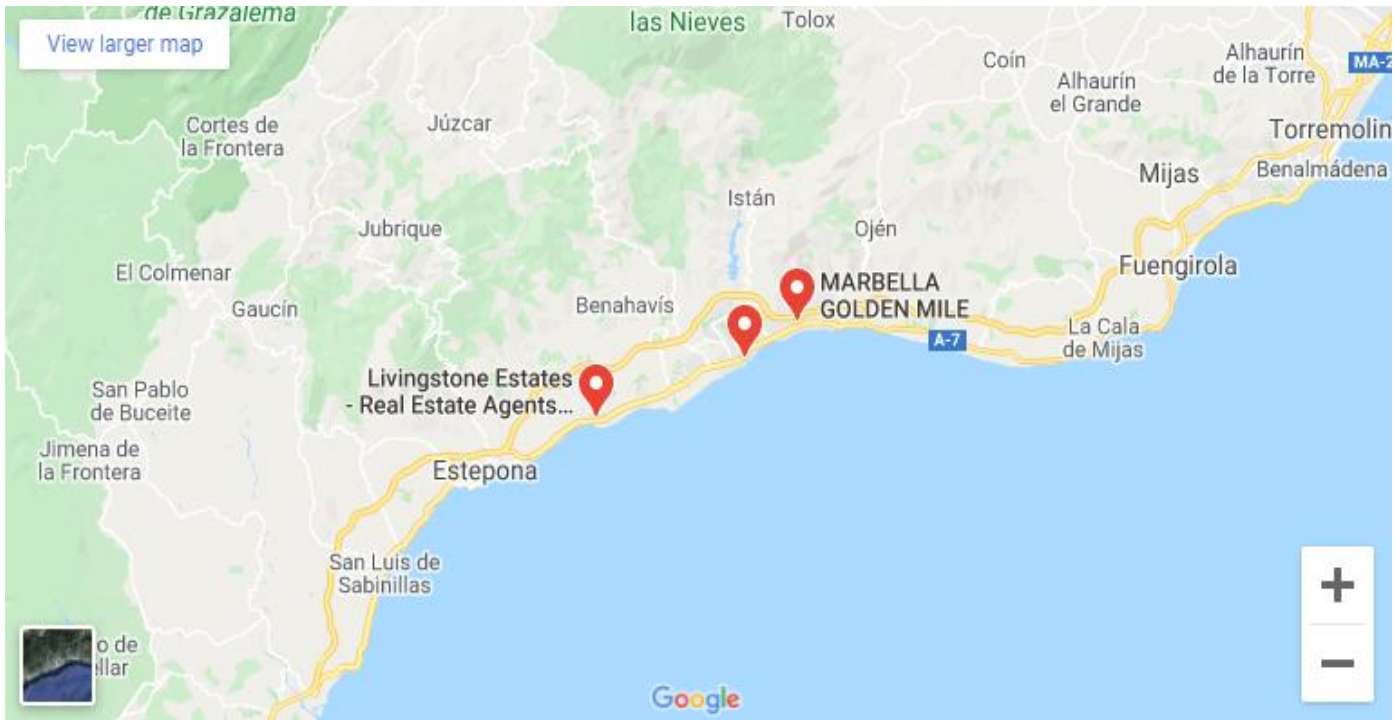 de Grazalema
View larger map
las Nieves
Tolox
Coín
Alhaurín
de la Torre
MA-2
Alhaurín
el Grande
Cortes de
la Frontera
Júzcar
Torremolin
Mijas
Benalmádena
Istán
Jubrique
Ojén
El Colmenar
Fuengirola
Gaucín
Benahavís
MARBELLA
GOLDEN MILE
A-7
La Cala
de Mijas
Livingstone Estates
- Real Estate Agents...
San Pablo
de Buceite
Jimena de
la Frontera
Estepona
San Luis de
Sabinillas
o de
ellar
Google